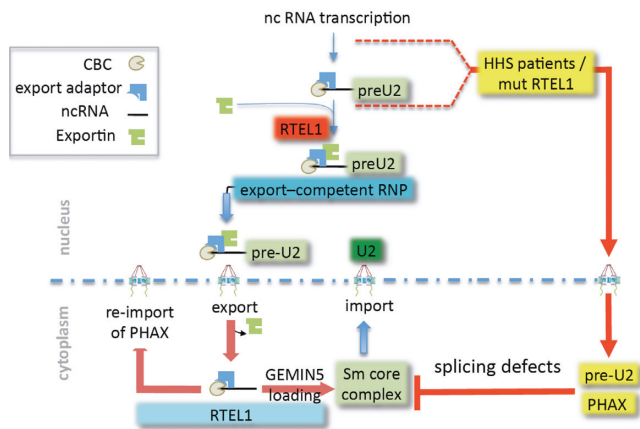 nc RNA transcription
CBC
export adaptor
ncRNA
Exportin
preU2
HHS patients /
mut RTEL1
RTEL1
preU2
export–competent RNP
nucleus
pre-U2
U2
cytoplasm
re-import
of PHAX
export
import
GEMIN5
loading
Sm core
complex
splicing defects
pre-U2
PHAX
RTEL1